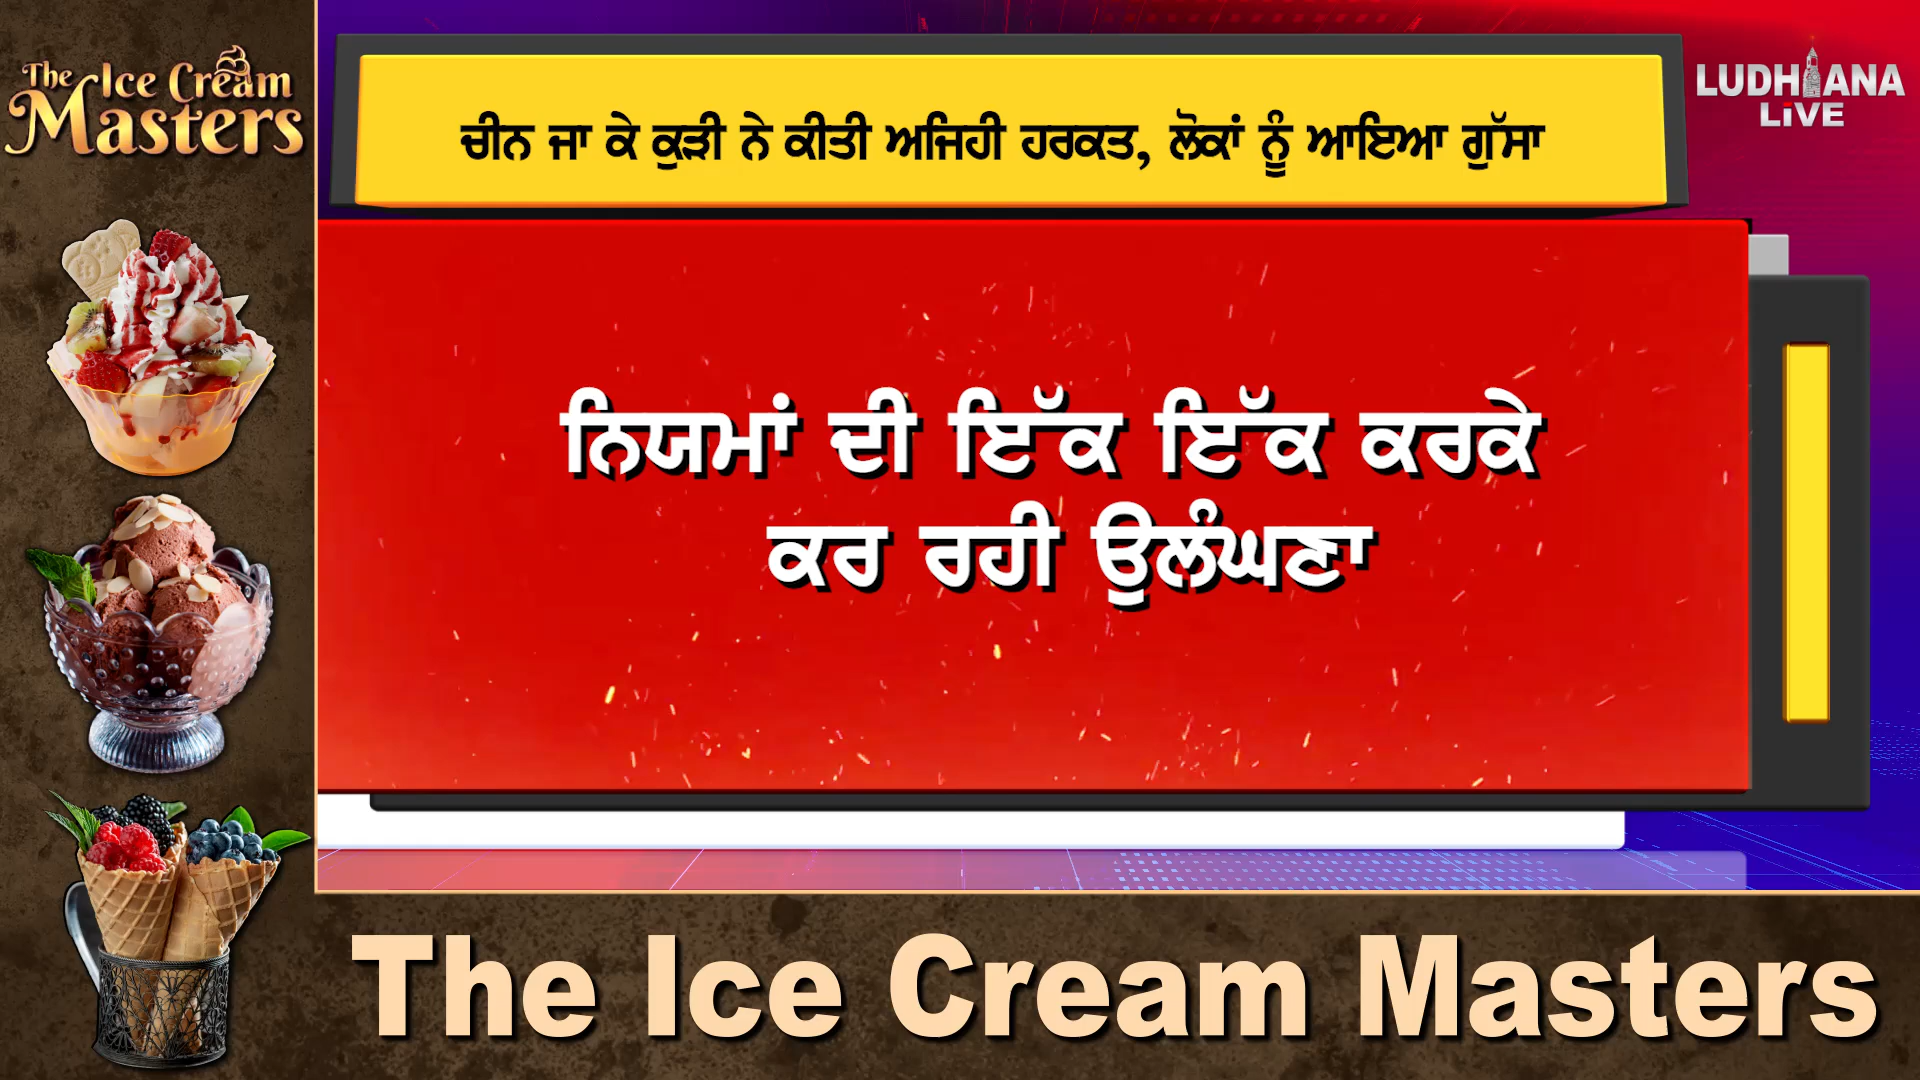 The Ice Cream
Masters
ਚੀਨ ਜਾ ਕੇ ਕੁੜੀ ਨੇ ਕੀਤੀ ਅਜਿਹੀ ਹਰਕਤ, ਲੋਕਾਂ ਨੂੰ ਆਇਆ ਗੁੱਸਾ
LUDHIANA
LiVE
ਨਿਯਮਾਂ ਦੀ ਇੱਕ ਇੱਕ ਕਰਕੇ
ਕਰ ਰਹੀ ਉਲੰਘਣਾ
The Ice Cream Masters